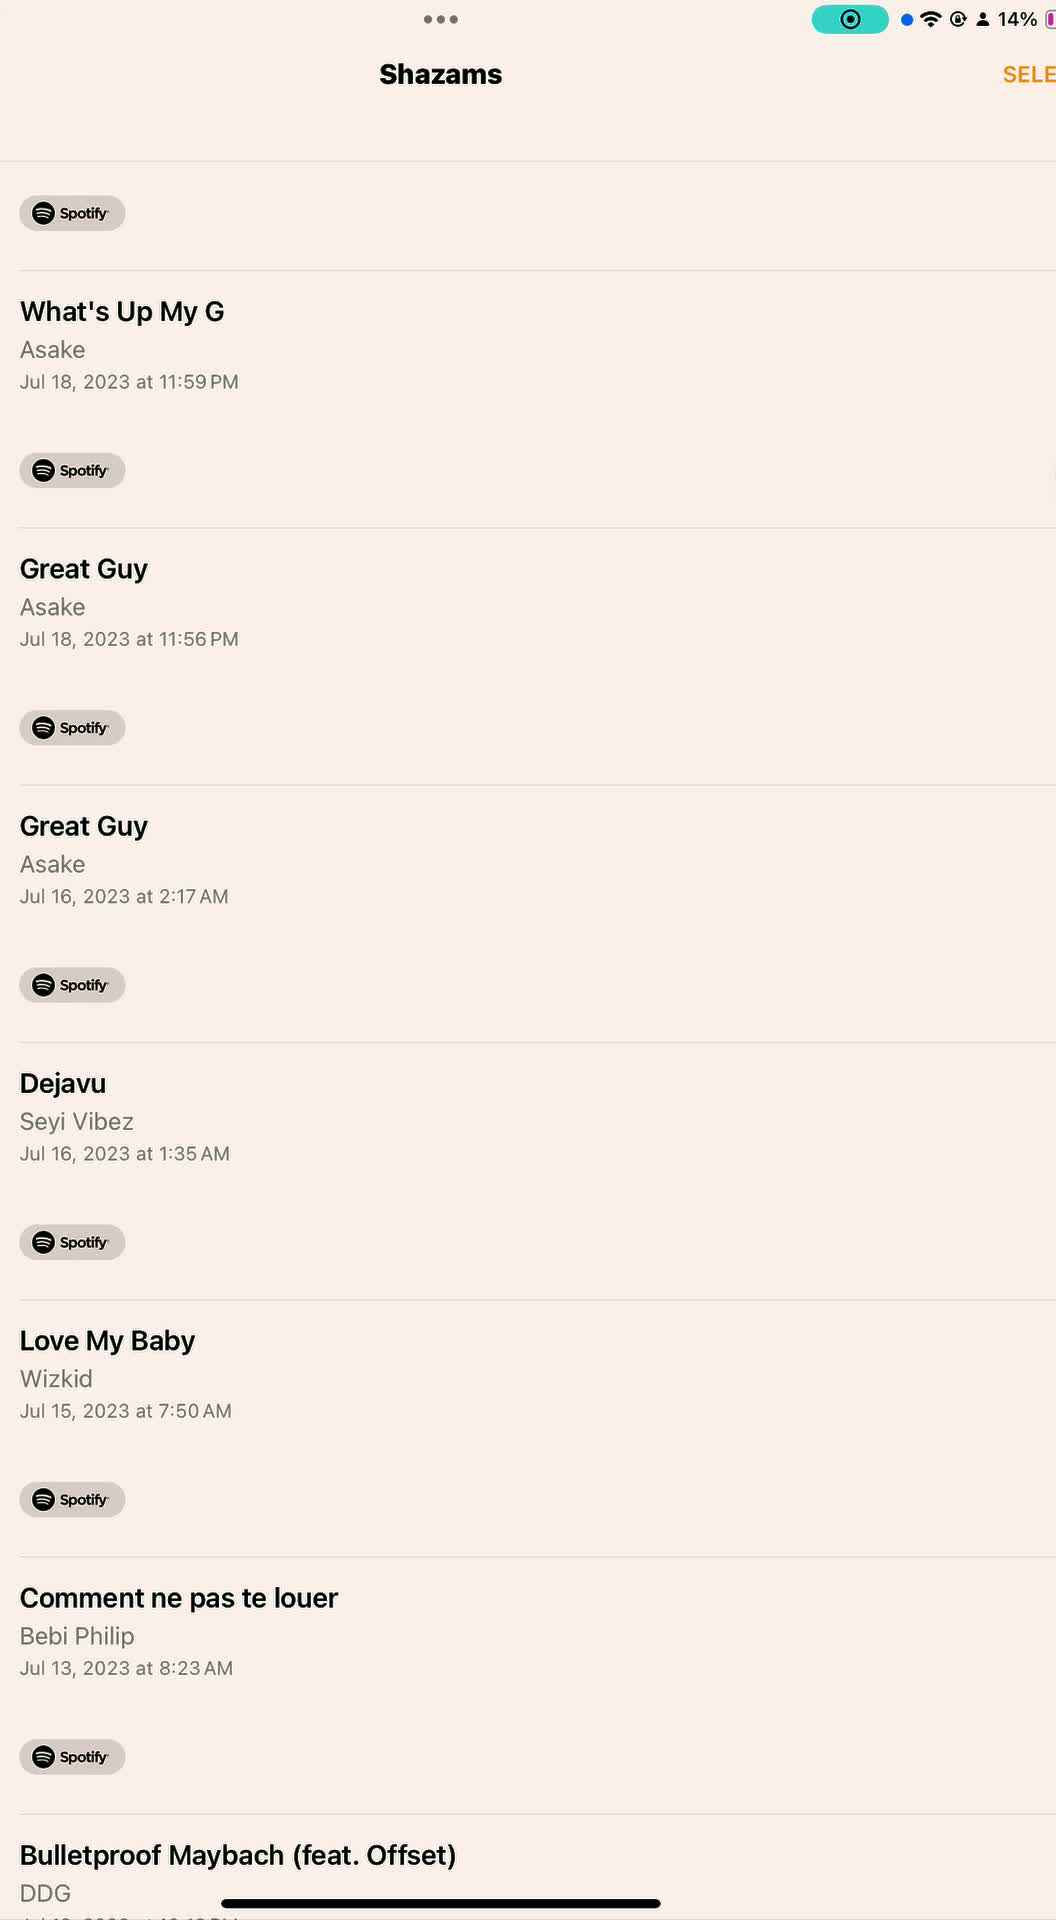 14%
Shazams
SELE
Spotify
What's Up My G
Asake
Jul 18, 2023 at 11:59 PM
Spotify
Great Guy
Asake
Jul 18, 2023 at 11:56 PM
Spotify
Great Guy
Asake
Jul 16, 2023 at 2:17 AM
Spotify
Dejavu
Seyi Vibez
Jul 16, 2023 at 1:35 AM
Spotify
Love My Baby
Wizkid
Jul 15, 2023 at 7:50 AM
Spotify
Comment ne pas te louer
Bebi Philip
Jul 13, 2023 at 8:23 AM
Spotify
Bulletproof Maybach (feat. Offset)
DDG